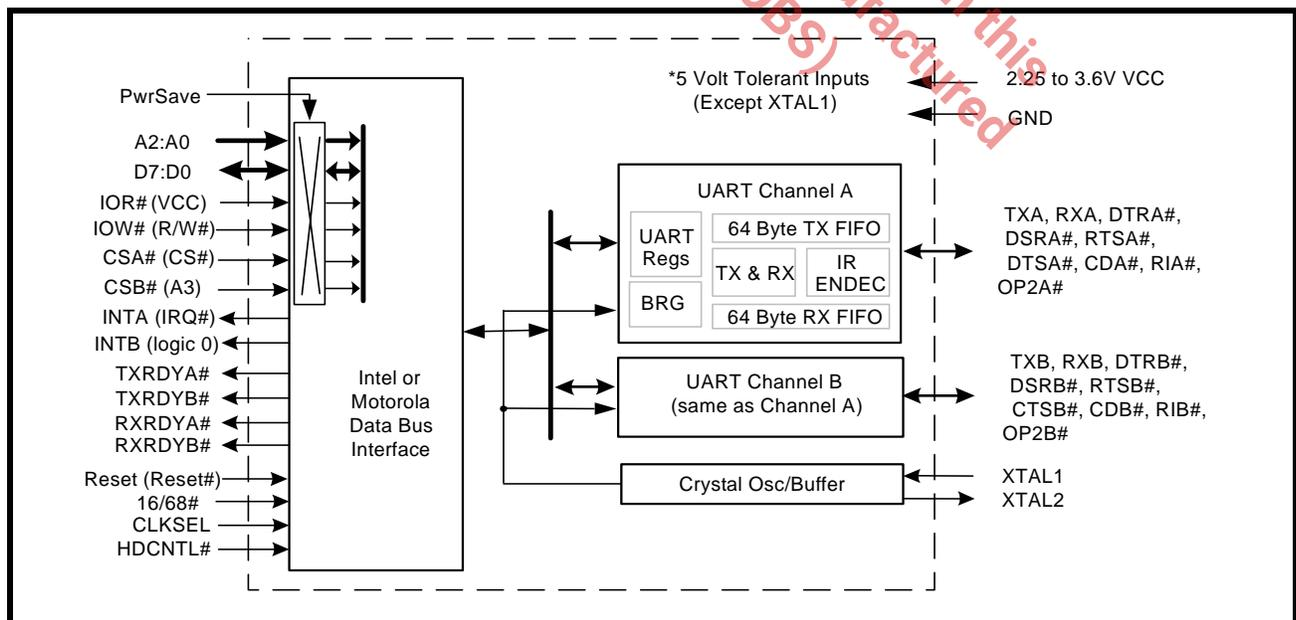 n this
actured
OBS)
*5 Volt Tolerant Inputs
(Except XTAL1)
2.25 to 3.6V VCC
GND
PwrSave
A2:A0
D7:D0
IOR# (VCC)
IOW# (R/W#)
CSA# (CS#)
CSB# (A3)
INTA (IRQ#)
INTB (logic 0)
TXRDYA#
TXRDYB#
RXRDYA#
RXRDYB#
Reset (Reset#)
16/68#
CLKSEL
HDCNTL#
Intel or
Motorola
Data Bus
Interface
UART Channel A
UART
Regs
BRG
64 Byte TX FIFO
TX & RX
IR
ENDEC
64 Byte RX FIFO
UART Channel B
(same as Channel A)
Crystal Osc/Buffer
TXA, RXA, DTRA#,
DSRA#, RTSA#,
DTSA#, CDA#, RIA#,
OP2A#
TXB, RXB, DTRB#,
DSRB#, RTSB#,
CTSB#, CDB#, RIB#,
OP2B#
XTAL1
XTAL2